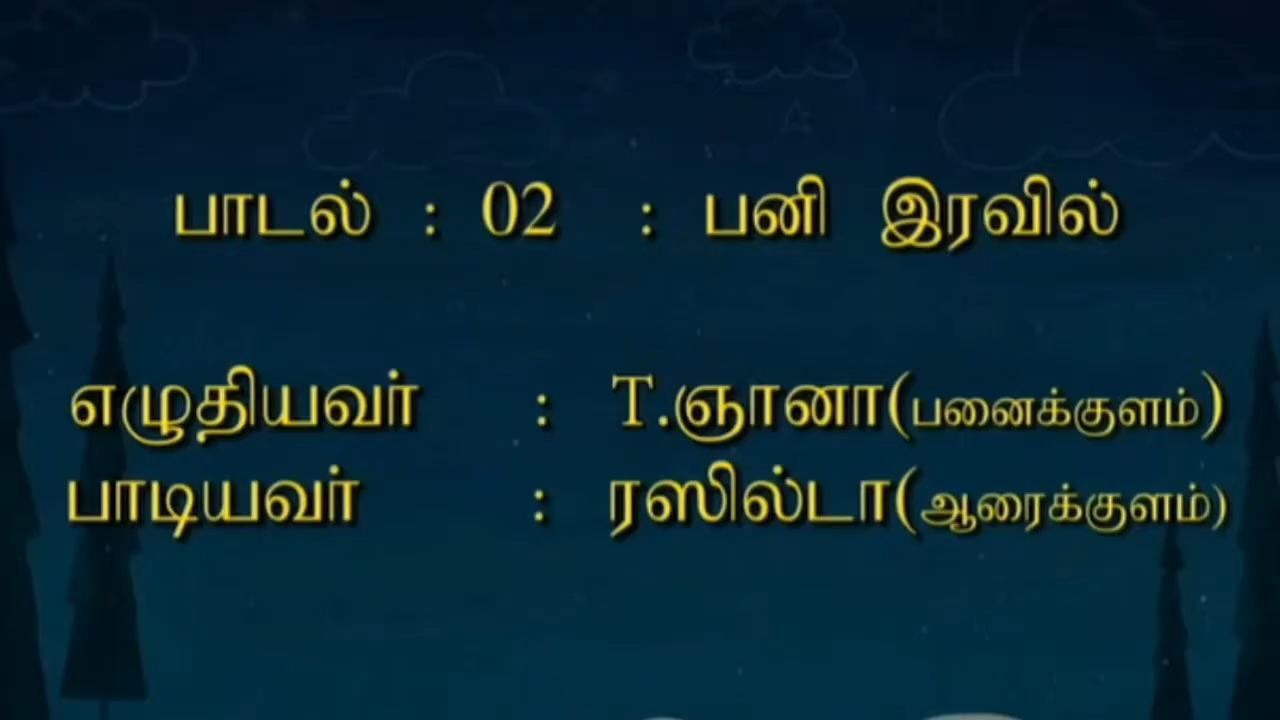 பாடல் : 02 : பனி இரவில்
எழுதியவர் : T.ஞானா(பனைக்குளம்)
பாடியவர் : ரஸில்டா(ஆரைக்குளம்)